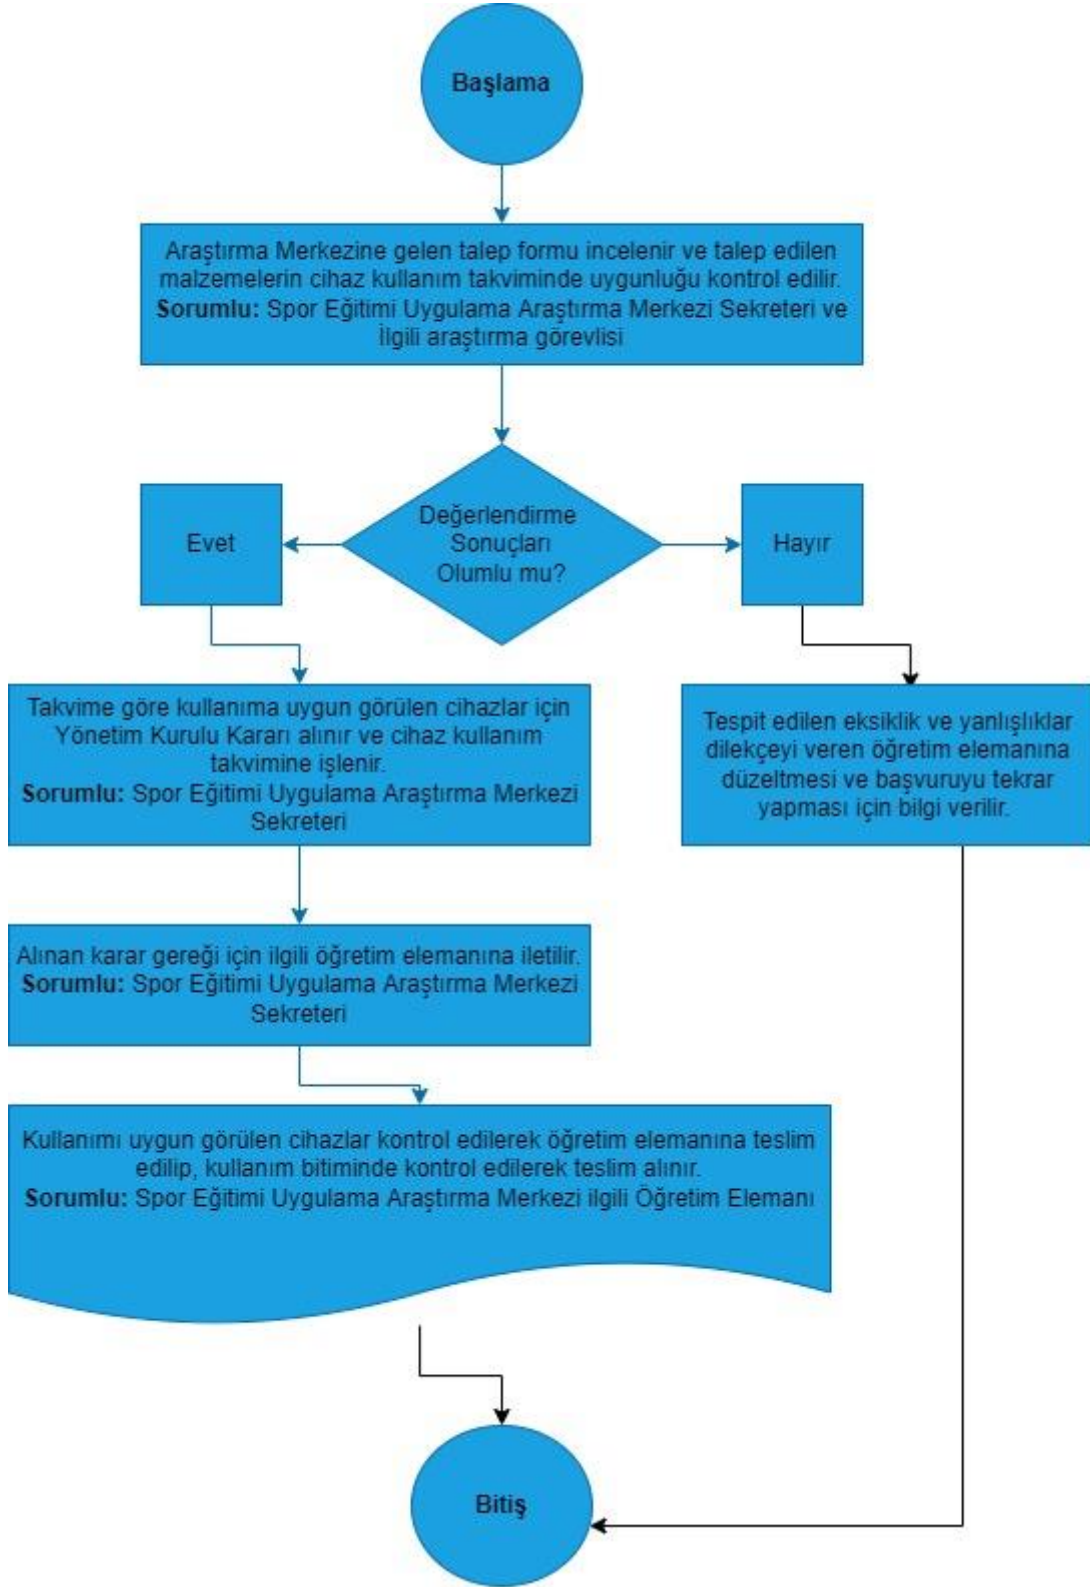 Başlama
Araştırma Merkezine gelen talep formu incelenir ve talep edilen
malzemelerin cihaz kullanım takviminde uygunluğu kontrol edilir.
Sorumlu: Spor Eğitimi Uygulama Araştırma Merkezi Sekreteri ve
İlgili araştırma görevlisi
Değerlendirme
Sonuçları
Olumlu mu?
Evet
Hayır
Takvime göre kullanıma uygun görülen cihazlar için
Yönetim Kurulu Kararı alınır ve cihaz kullanım
takvimine işlenir.
Sorumlu: Spor Eğitimi Uygulama Araştırma Merkezi
Sekreteri
Tespit edilen eksiklik ve yanlışlıklar
dilekçeyi veren öğretim elemanına
düzeltmesi ve başvuruyu tekrar
yapması için bilgi verilir.
Alınan karar gereği için ilgili öğretim elemanına iletilir.
Sorumlu: Spor Eğitimi Uygulama Araştırma Merkezi
Sekreteri
Kullanımı uygun görülen cihazlar kontrol edilerek öğretim elemanına teslim
edilip, kullanım bitiminde kontrol edilerek teslim alınır.
Sorumlu: Spor Eğitimi Uygulama Araştırma Merkezi ilgili Öğretim Elemanı
Bitiş